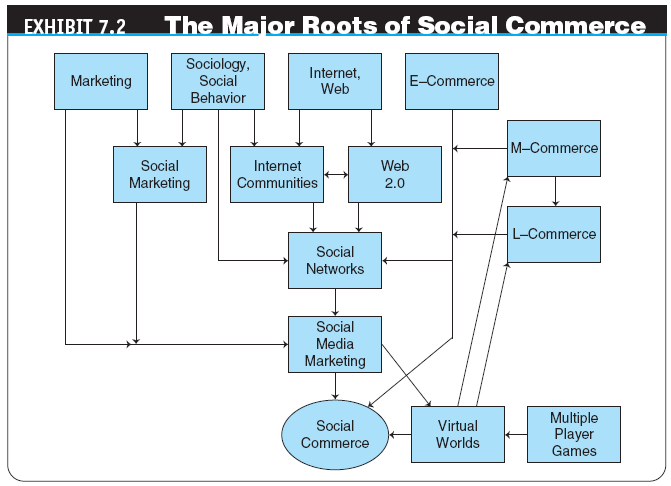 EXHIBIT 7.2 The Major Roots of Social Commerce
Marketing
Sociology,
Social
Behavior
Internet,
Web
E–Commerce
M–Commerce
Social
Marketing
Internet
Communities
Web
2.0
L–Commerce
Social
Networks
Social
Media
Marketing
Social
Commerce
Virtual
Worlds
Multiple
Player
Games